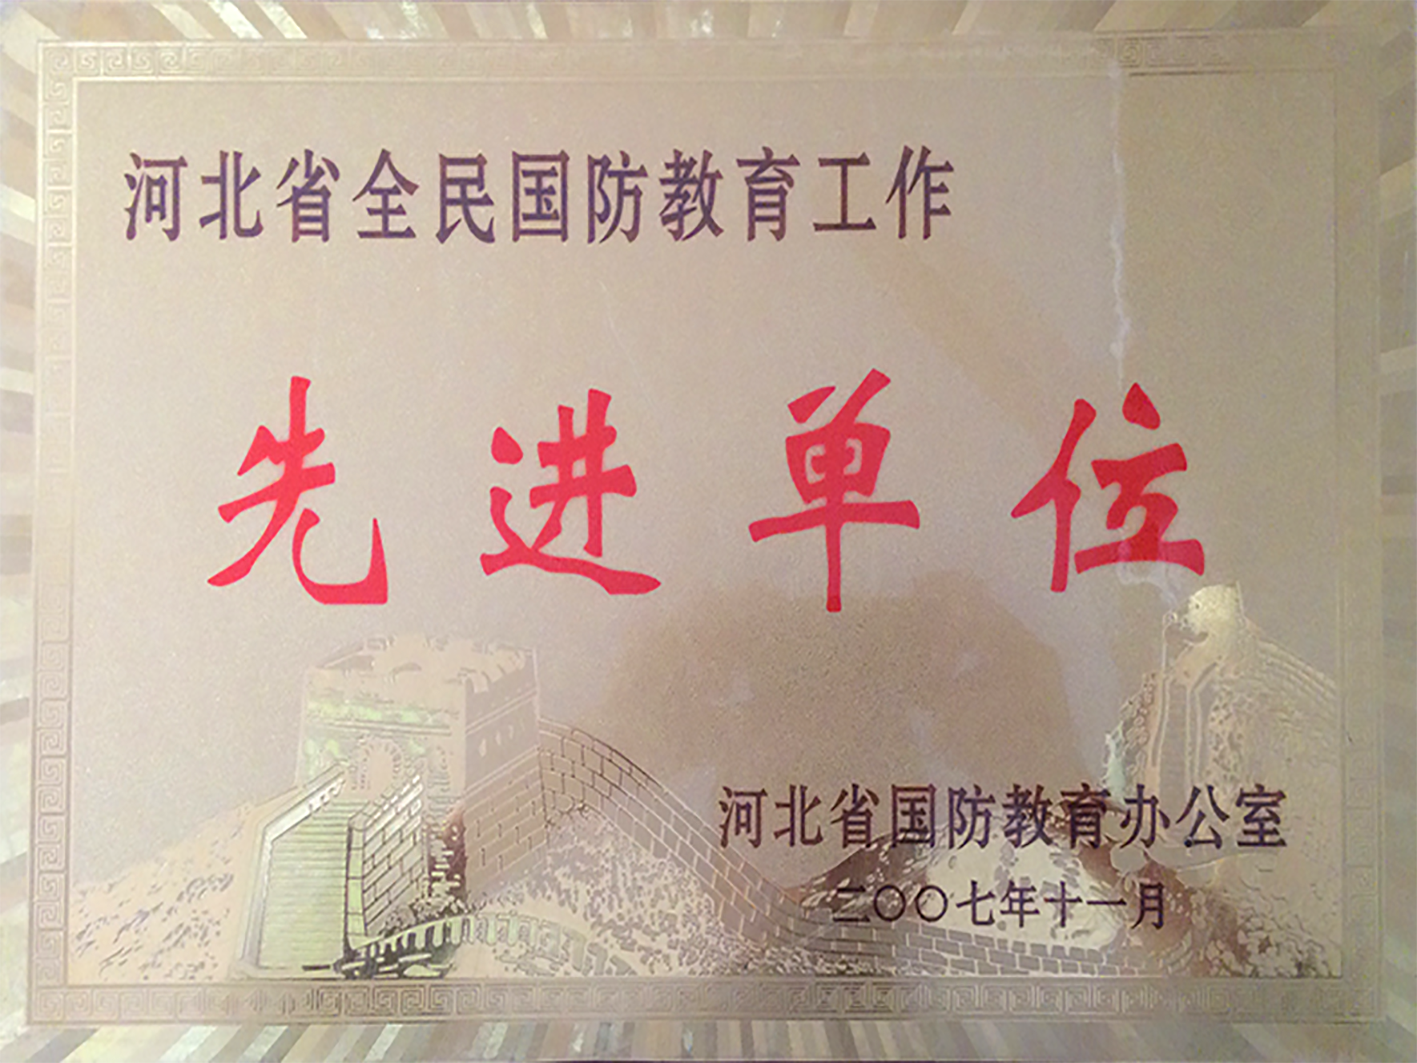 河北省全民国防教育工作
先进单位
河北省国防教育办公室
二〇〇七年十一月